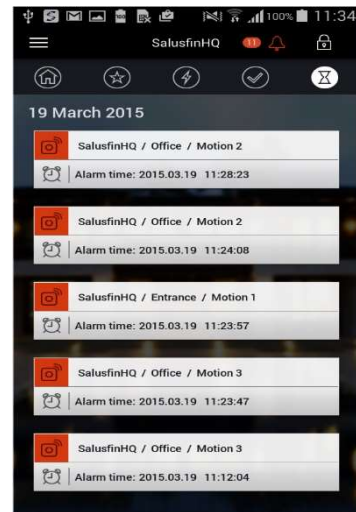 100% 11:34
SalusfinHQ 11
19 March 2015
SalusfinHQ / Office / Motion 2
Alarm time: 2015.03.19 11:28:23
SalusfinHQ / Office / Motion 2
Alarm time: 2015.03.19 11:24:08
SalusfinHQ / Entrance / Motion 1
Alarm time: 2015.03.19 11:23:57
SalusfinHQ / Office / Motion 3
Alarm time: 2015.03.19 11:23:47
SalusfinHQ / Office / Motion 3
Alarm time: 2015.03.19 11:12:04